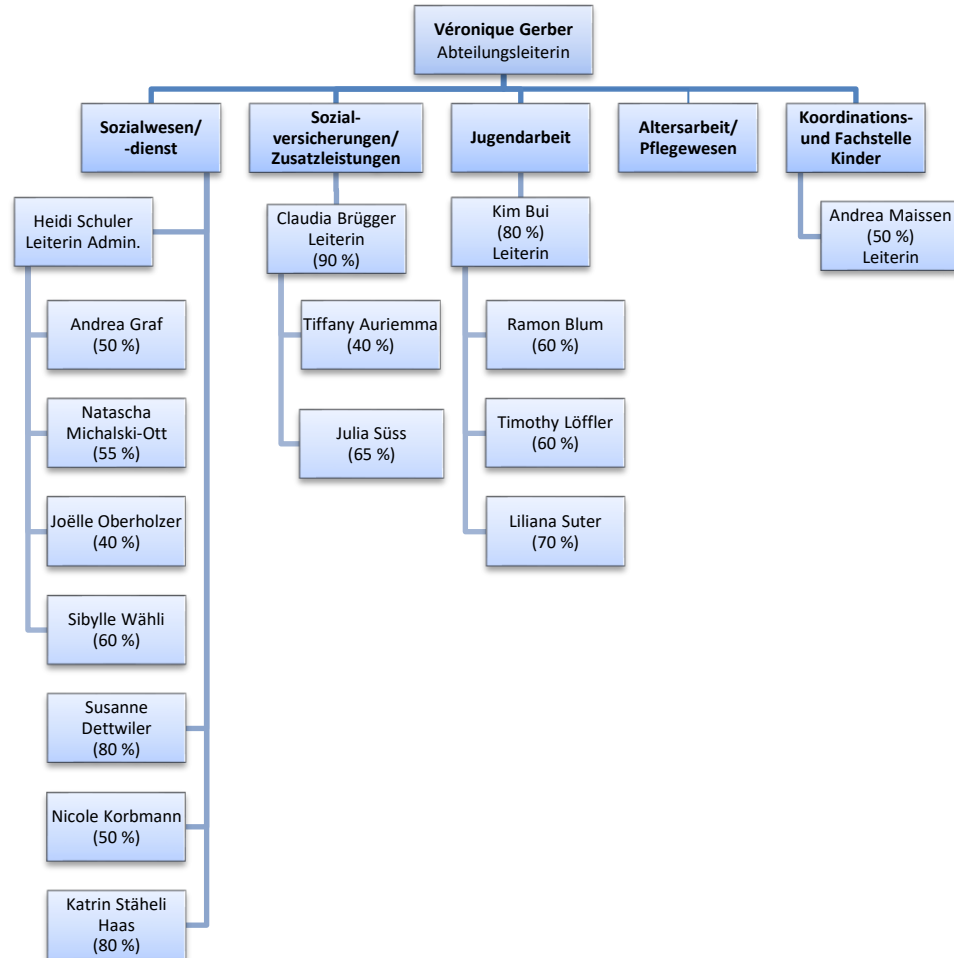 Véronique Gerber
Abteilungsleiterin
Sozialwesen/
-dienst
Sozial-
versicherungen/
Zusatzleistungen
Jugendarbeit
Altersarbeit/
Pflegewesen
Koordinations-
und Fachstelle
Kinder
Heidi Schuler
Leiterin Admin.
Andrea Graf
(50 %)
Natascha
Michalski-Ott
(55 %)
Joëlle Oberholzer
(40 %)
Sibylle Wähli
(60 %)
Susanne
Dettwiler
(80 %)
Nicole Korbmann
(50 %)
Katrin Stäheli
Haas
(80 %)
Claudia Brügger
Leiterin
(90 %)
Tiffany Auriemma
(40 %)
Julia Süss
(65 %)
Kim Bui
(80 %)
Leiterin
Ramon Blum
(60 %)
Timothy Löffler
(60 %)
Liliana Suter
(70 %)
Andrea Maissen
(50 %)
Leiterin